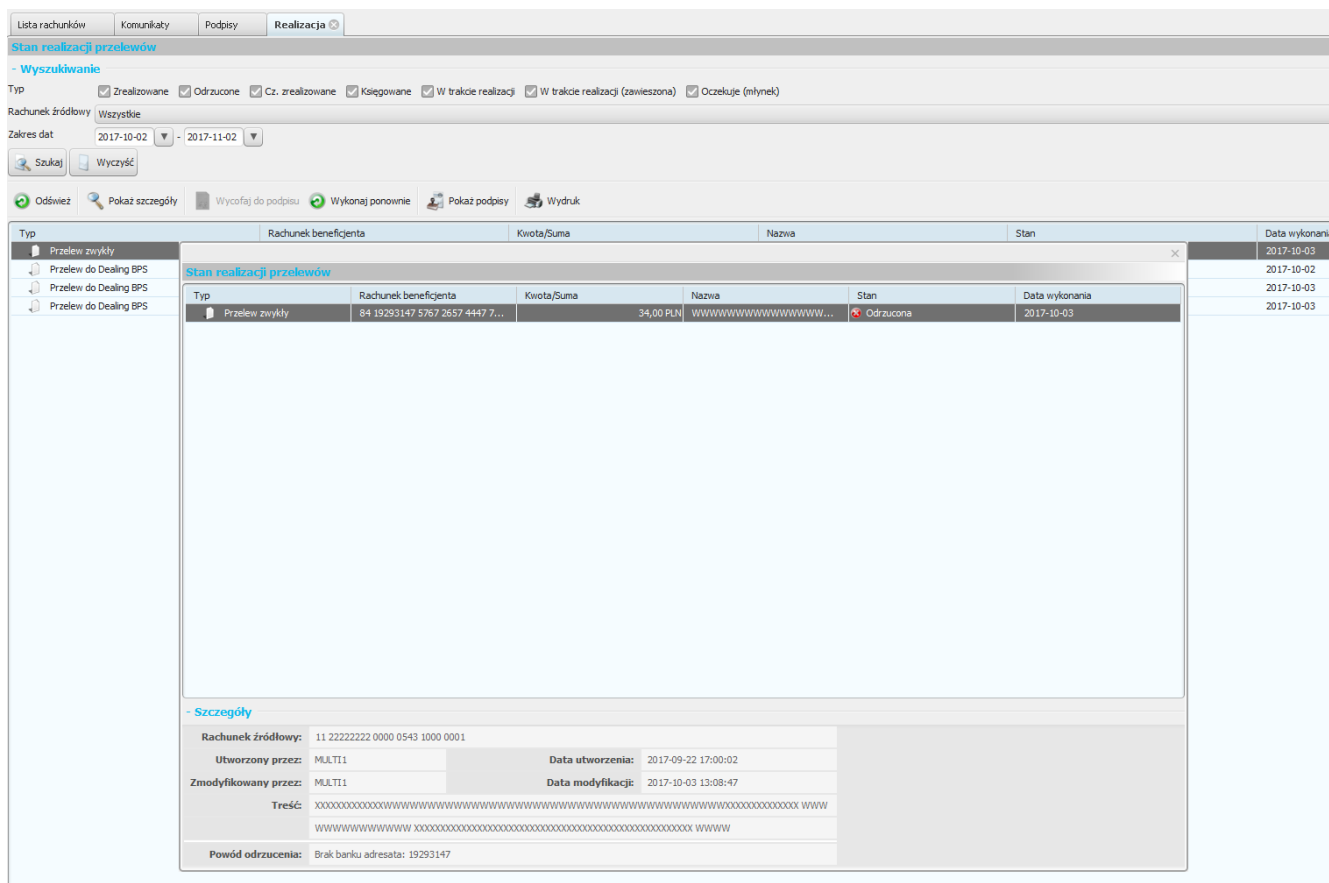 Lista rachunków Komunikaty Podpisy Realizacja
Stan realizacji przelewów
- Wyszukiwanie
Typ Zrealizowane Odrzucone Cz. zrealizowane Księgowane W trakcie realizacji W trakcie realizacji (zawieszona) Oczekuje (młynek)
Rachunek źródłowy Wszystkie
Zakres dat 2017-10-02 - 2017-11-02
Szukaj Wyczyść
Odśwież Pokaż szczegóły Wycofaj do podpisu Wykonaj ponownie Pokaż podpisy Wydruk
Typ Rachunek beneficjenta Kwota/Suma Nazwa Stan Data wykonani
Przelew zwykły 2017-10-03
Przelew do Dealing BPS 2017-10-02
Przelew do Dealing BPS 2017-10-03
Przelew do Dealing BPS 2017-10-03
Stan realizacji przelewów
Typ Rachunek beneficjenta Kwota/Suma Nazwa Stan Data wykonania
Przelew zwykły 84 19293147 5767 2657 4447 7... 34,00 PLN WWWWWWWWWWWWWWW... Odrzucona 2017-10-03
- Szczegóły
Rachunek źródłowy: 11 22222222 0000 0543 1000 0001
Utworzony przez: MULTI1 Data utworzenia: 2017-09-22 17:00:02
Zmodyfikowany przez: MULTI1 Data modyfikacji: 2017-10-03 13:08:47
Treść:
Powód odrzucenia: Brak banku adresata: 19293147